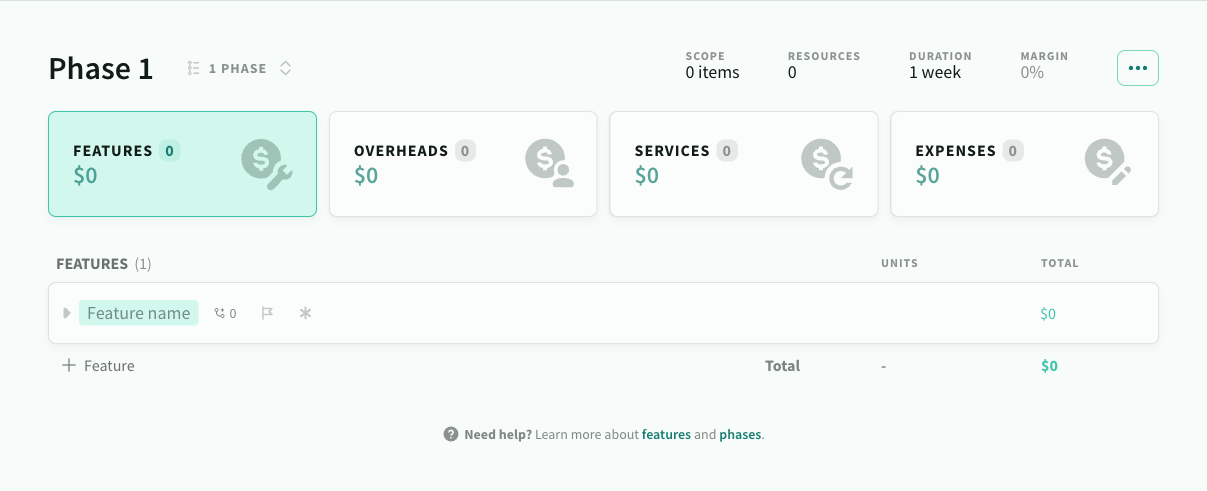 Phase 1 1 PHASE
SCOPE RESOURCES DURATION MARGIN
0 items 0 1 week 0%
FEATURES 0 OVERHEADS 0 SERVICES 0 EXPENSES 0
$0 $0 $0 $0
FEATURES (1) UNITS TOTAL
Feature name 0 $0
Feature Total - $0
Need help? Learn more about features and phases.